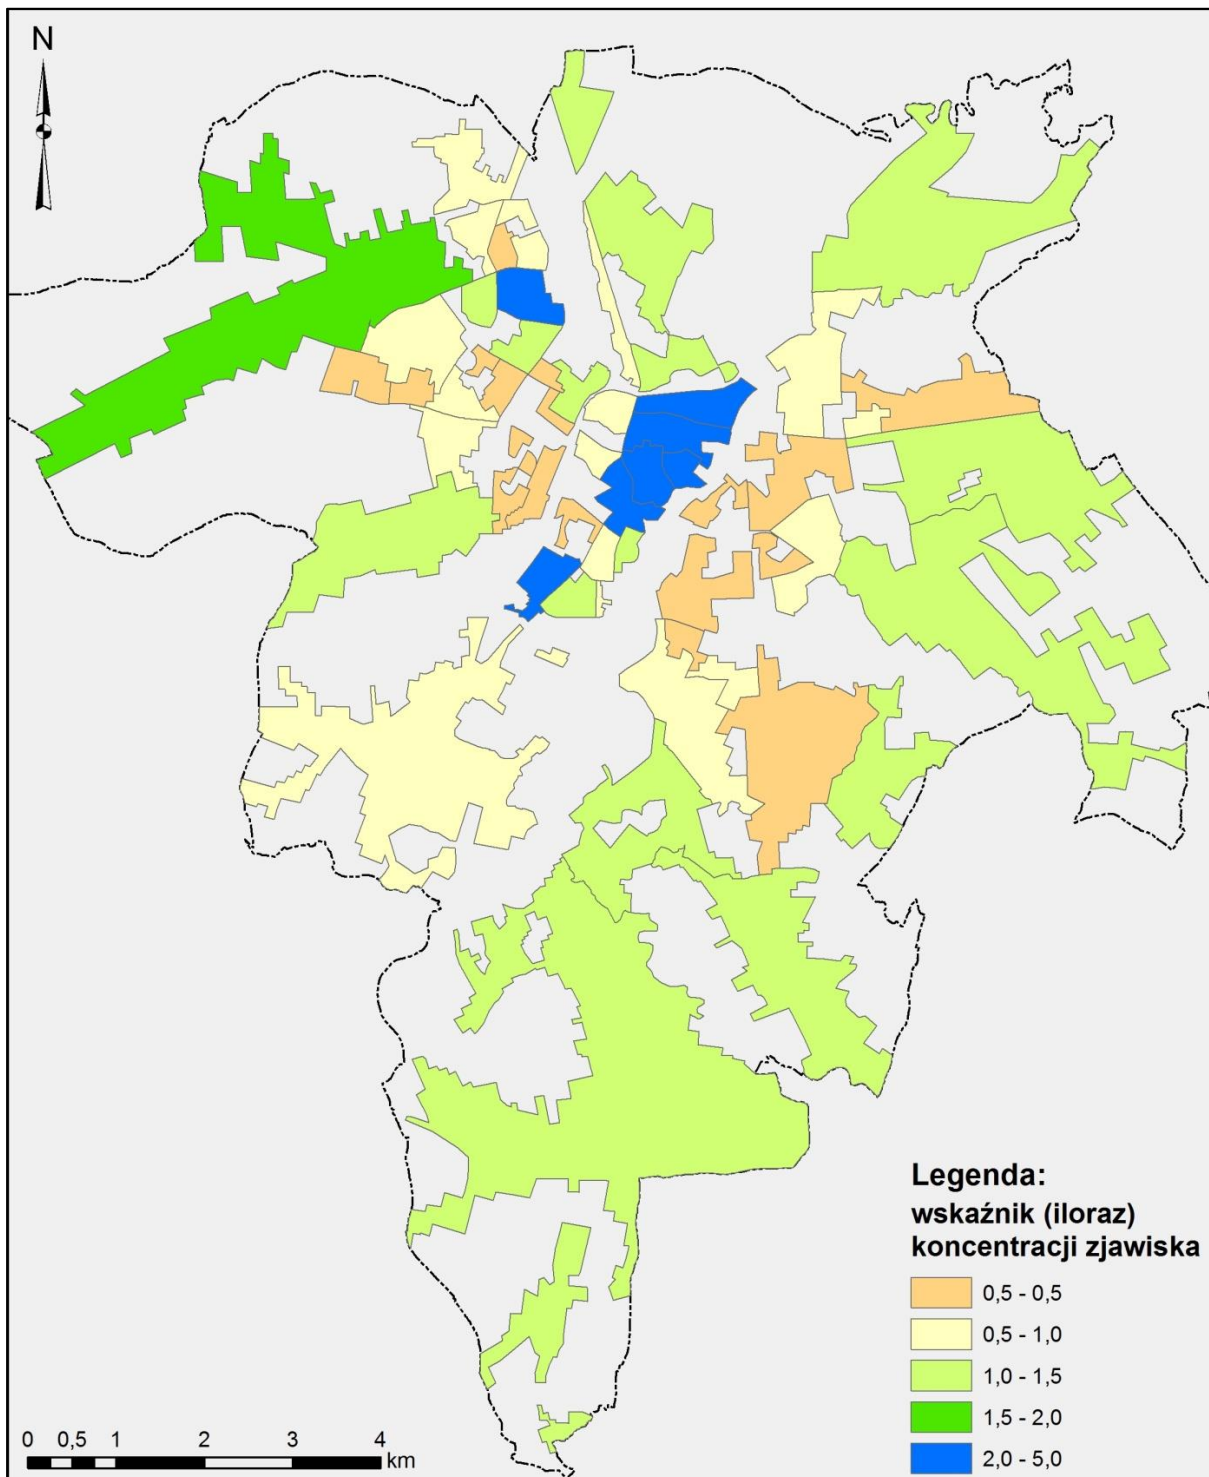 N
Legenda:
wskaźnik (iloraz)
koncentracji zjawiska
0,5 - 0,5
0,5 - 1,0
1,0 - 1,5
1,5 - 2,0
2,0 - 5,0
0 0,5 1 2 3 4
km